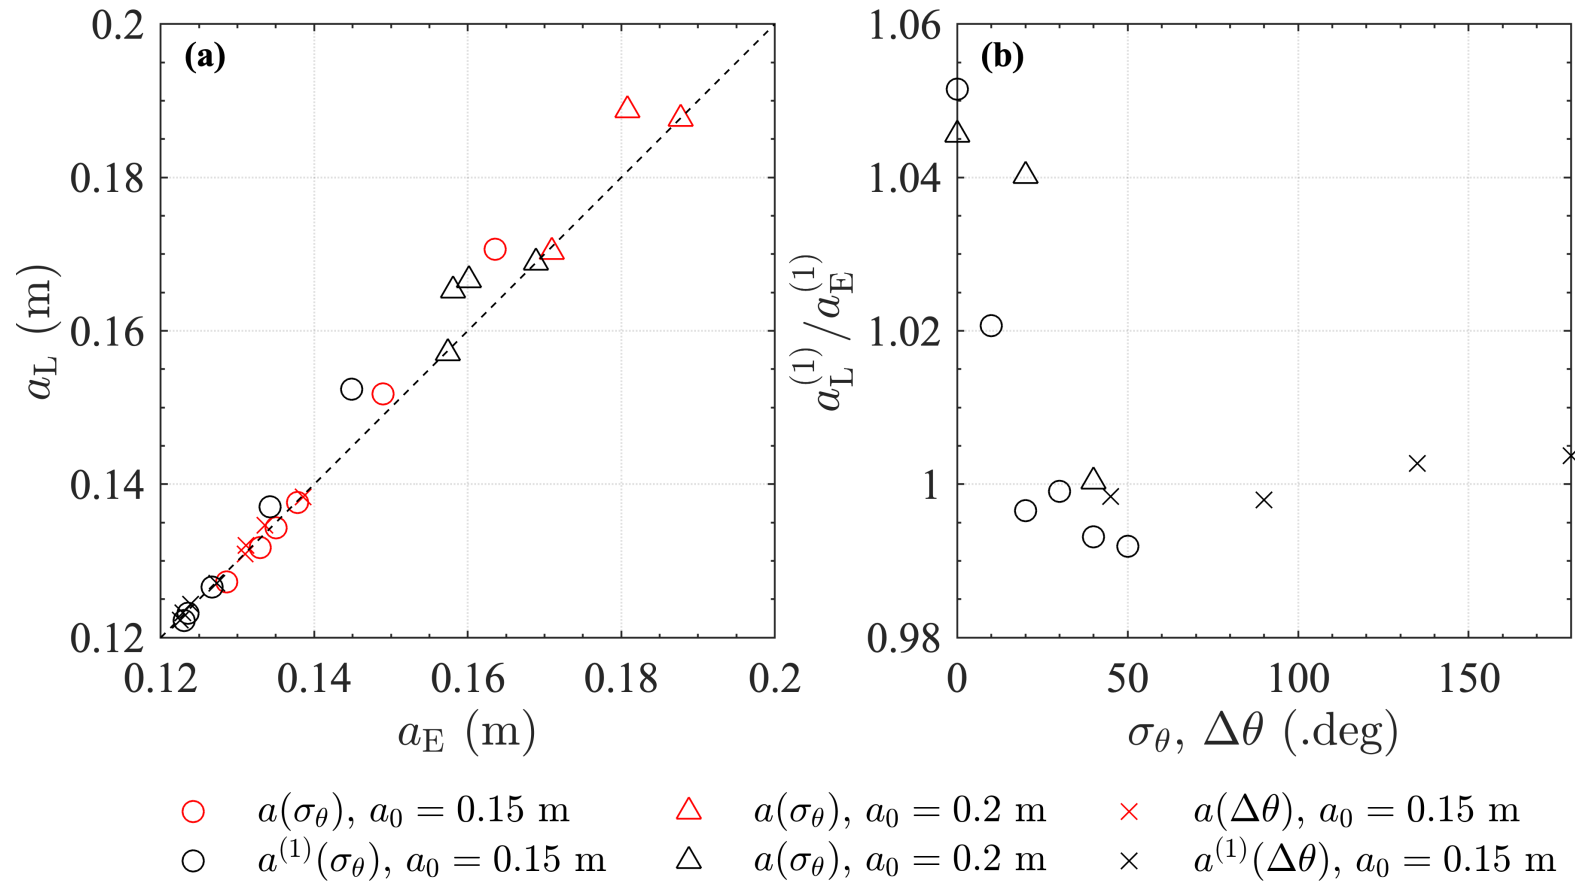 (a)
0.2
0.18
0.16
0.14
0.12
a_L (m)
0.12 0.14 0.16 0.18 0.2
a_E (m)
(b)
1.06
1.04
1.02
1
0.98
a_L^{(1)}/a_E^{(1)}
0 50 100 150
σ_θ, Δθ (.deg)
a(σ_θ), a_0 = 0.15 m a(σ_θ), a_0 = 0.2 m a(Δθ), a_0 = 0.15 m
a^{(1)}(σ_θ), a_0 = 0.15 m a(σ_θ), a_0 = 0.2 m a^{(1)}(Δθ), a_0 = 0.15 m